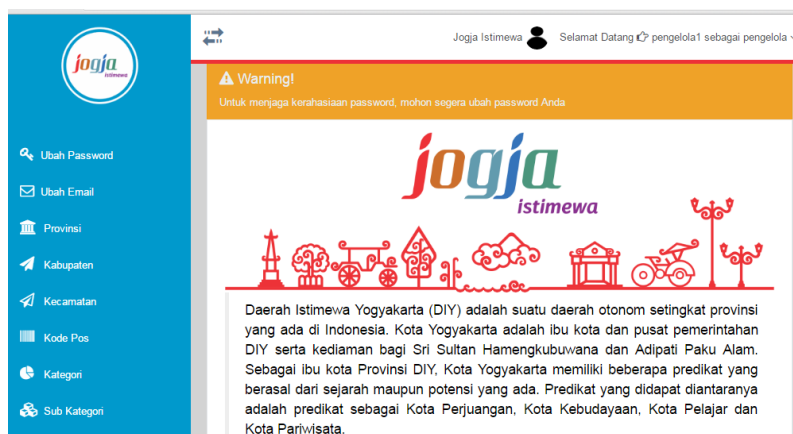 jogja
istimewa
Jogja Istimewa
Selamat Datang pengelola1 sebagai pengelola
Warning!
Untuk menjaga kerahasiaan password, mohon segera ubah password Anda
Ubah Password
Ubah Email
Provinsi
Kabupaten
Kecamatan
Kode Pos
Kategori
Sub Kategori
jogja
istimewa
Daerah Istimewa Yogyakarta (DIY) adalah suatu daerah otonom setingkat provinsi
yang ada di Indonesia. Kota Yogyakarta adalah ibu kota dan pusat pemerintahan
DIY serta kediaman bagi Sri Sultan Hamengkubuwana dan Adipati Paku Alam.
Sebagai ibu kota Provinsi DIY, Kota Yogyakarta memiliki beberapa predikat yang
berasal dari sejarah maupun potensi yang ada. Predikat yang didapat diantaranya
adalah predikat sebagai Kota Perjuangan, Kota Kebudayaan, Kota Pelajar dan
Kota Pariwisata.